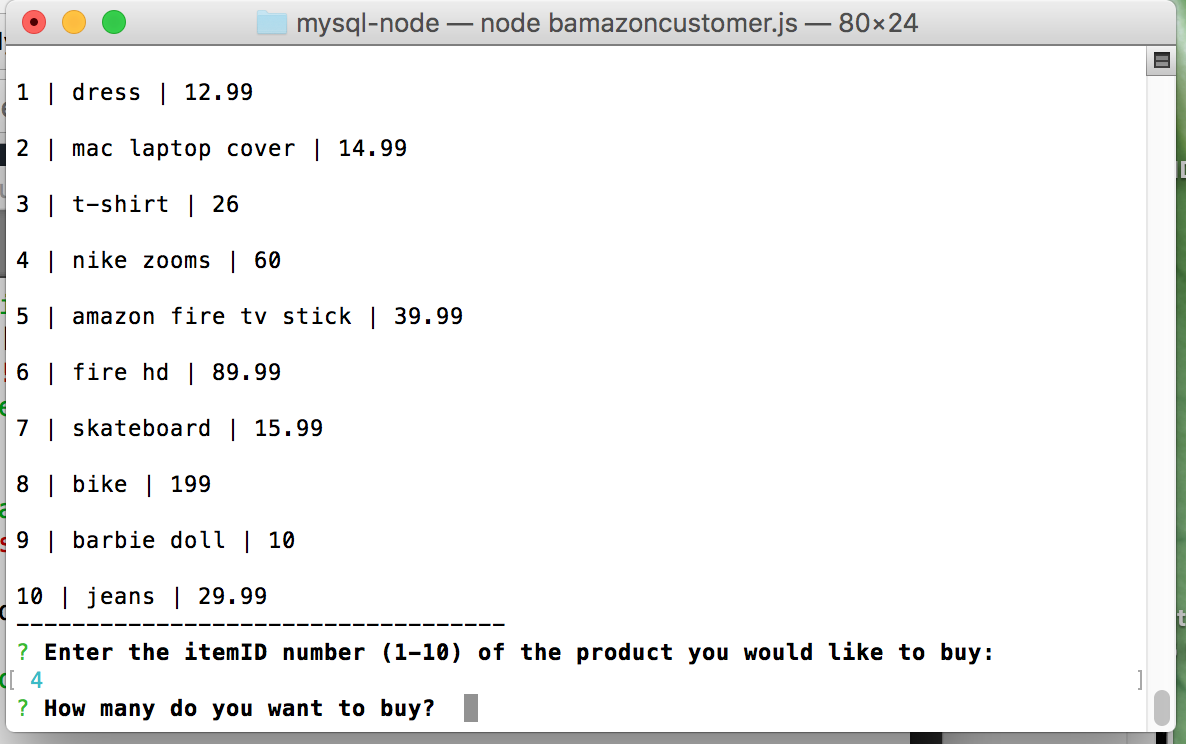 mysql-node — node bamazoncustomer.js — 80×24
1 | dress | 12.99
2 | mac laptop cover | 14.99
3 | t-shirt | 26
4 | nike zooms | 60
5 | amazon fire tv stick | 39.99
6 | fire hd | 89.99
7 | skateboard | 15.99
8 | bike | 199
9 | barbie doll | 10
10 | jeans | 29.99
-----------------------------------
? Enter the itemID number (1-10) of the product you would like to buy:
[ 4 ]
? How many do you want to buy?